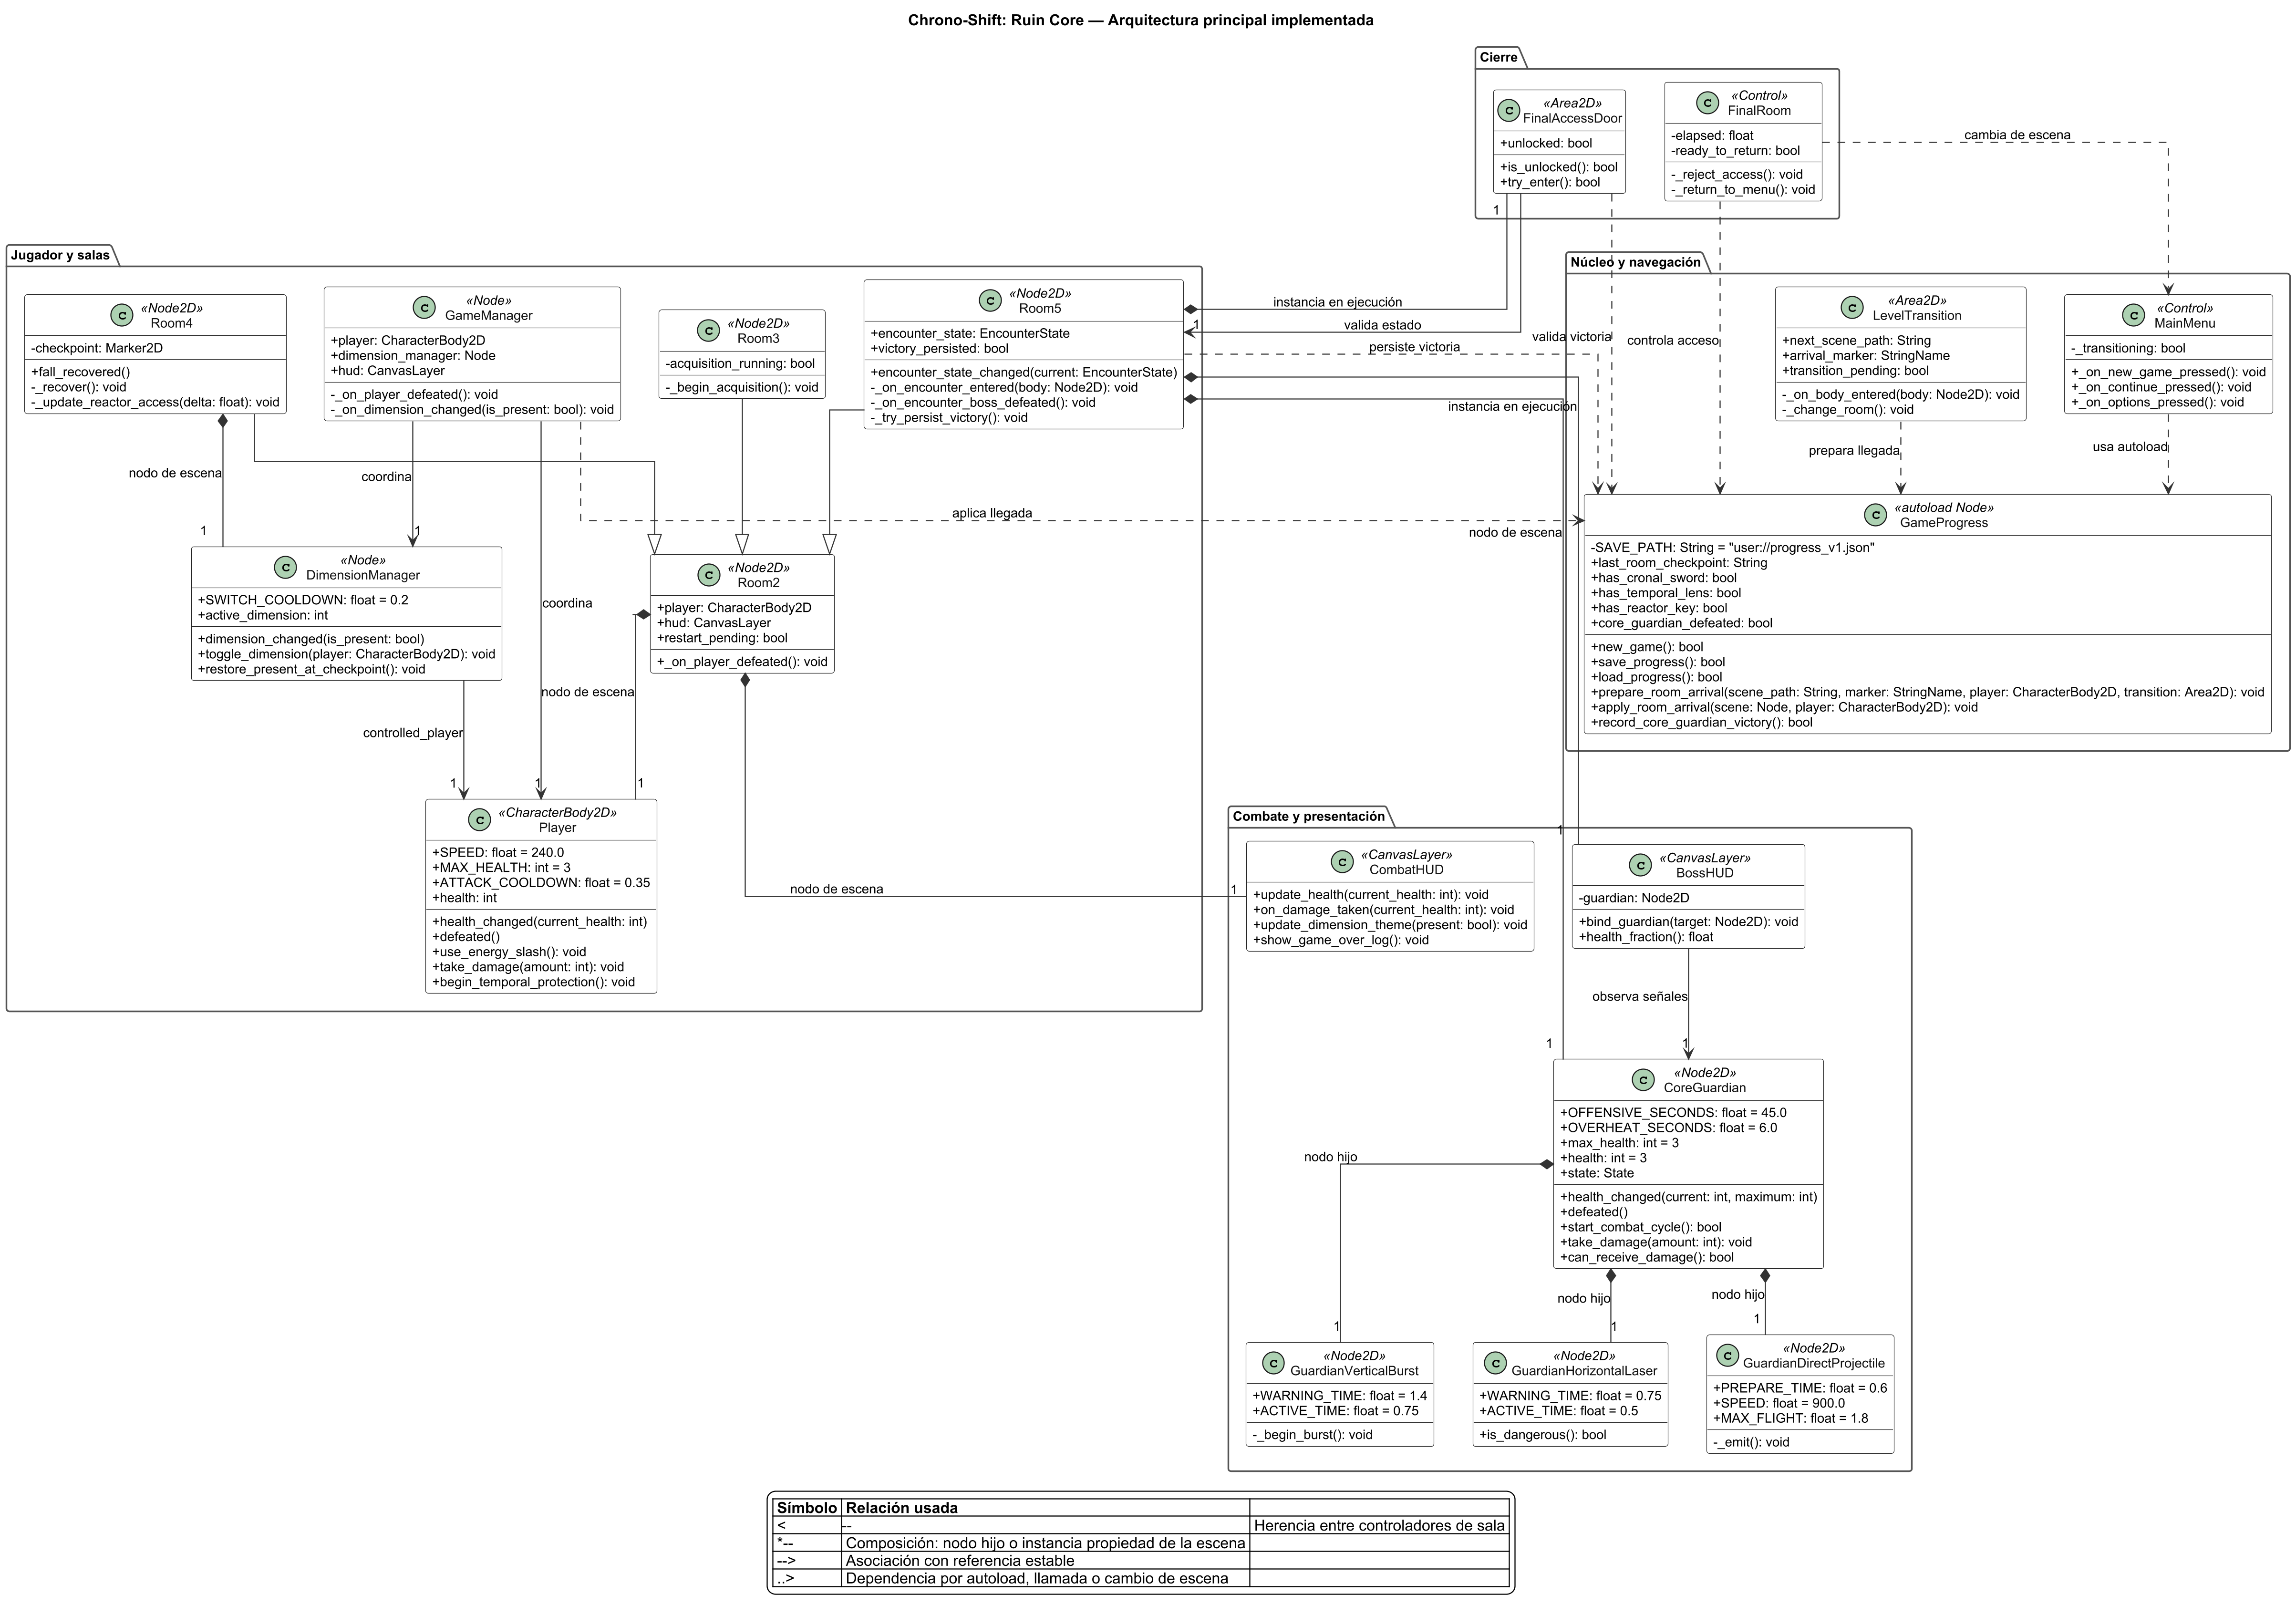 Chrono-Shift: Ruin Core — Arquitectura principal implementada
Cierre
C
«Area2D»
FinalAccessDoor
+unlocked: bool
+is_unlocked(): bool
+try_enter(): bool
C
«Control»
FinalRoom
-elapsed: float
-ready_to_return: bool
-_reject_access(): void
-_return_to_menu(): void
cambia de escena
1
Jugador y salas
C
«Node2D»
Room4
-checkpoint: Marker2D
+fall_recovered()
-_recover(): void
-_update_reactor_access(delta: float): void
C
«Node»
GameManager
+player: CharacterBody2D
+dimension_manager: Node
+hud: CanvasLayer
-_on_player_defeated(): void
-_on_dimension_changed(is_present: bool): void
C
«Node2D»
Room3
-acquisition_running: bool
-_begin_acquisition(): void
C
«Node2D»
Room5
+encounter_state: EncounterState
+victory_persisted: bool
+encounter_state_changed(current: EncounterState)
-_on_encounter_entered(body: Node2D): void
-_on_encounter_boss_defeated(): void
-_try_persist_victory(): void
instancia en ejecución
1
valida estado
persiste victoria
valida victoria
controla acceso
instancia en ejecución
Núcleo y navegación
C
«Area2D»
LevelTransition
+next_scene_path: String
+arrival_marker: StringName
+transition_pending: bool
-_on_body_entered(body: Node2D): void
-_change_room(): void
C
«Control»
MainMenu
-_transitioning: bool
+_on_new_game_pressed(): void
+_on_continue_pressed(): void
+_on_options_pressed(): void
prepara llegada
usa autoload
nodo de escena
1
coordina
1
aplica llegada
nodo de escena
C
«autoload Node»
GameProgress
-SAVE_PATH: String = "user://progress_v1.json"
+last_room_checkpoint: String
+has_cronal_sword: bool
+has_temporal_lens: bool
+has_reactor_key: bool
+core_guardian_defeated: bool
+new_game(): bool
+save_progress(): bool
+load_progress(): bool
+prepare_room_arrival(scene_path: String, marker: StringName, player: CharacterBody2D, transition: Area2D): void
+apply_room_arrival(scene: Node, player: CharacterBody2D): void
+record_core_guardian_victory(): bool
C
«Node»
DimensionManager
+SWITCH_COOLDOWN: float = 0.2
+active_dimension: int
+dimension_changed(is_present: bool)
+toggle_dimension(player: CharacterBody2D): void
+restore_present_at_checkpoint(): void
coordina
C
«Node2D»
Room2
+player: CharacterBody2D
+hud: CanvasLayer
+restart_pending: bool
+_on_player_defeated(): void
nodo de escena
controlled_player
1
1
1
C
«CharacterBody2D»
Player
+SPEED: float = 240.0
+MAX_HEALTH: int = 3
+ATTACK_COOLDOWN: float = 0.35
+health: int
+health_changed(current_health: int)
+defeated()
+use_energy_slash(): void
+take_damage(amount: int): void
+begin_temporal_protection(): void
nodo de escena
1
Combate y presentación
C
«CanvasLayer»
CombatHUD
+update_health(current_health: int): void
+on_damage_taken(current_health: int): void
+update_dimension_theme(present: bool): void
+show_game_over_log(): void
1
C
«CanvasLayer»
BossHUD
-guardian: Node2D
+bind_guardian(target: Node2D): void
+health_fraction(): float
observa señales
1
1
C
«Node2D»
CoreGuardian
+OFFENSIVE_SECONDS: float = 45.0
+OVERHEAT_SECONDS: float = 6.0
+max_health: int = 3
+health: int = 3
+state: State
+health_changed(current: int, maximum: int)
+defeated()
+start_combat_cycle(): bool
+take_damage(amount: int): void
+can_receive_damage(): bool
nodo hijo
1
nodo hijo
1
nodo hijo
1
C
«Node2D»
GuardianVerticalBurst
+WARNING_TIME: float = 1.4
+ACTIVE_TIME: float = 0.75
-_begin_burst(): void
C
«Node2D»
GuardianHorizontalLaser
+WARNING_TIME: float = 0.75
+ACTIVE_TIME: float = 0.5
+is_dangerous(): bool
C
«Node2D»
GuardianDirectProjectile
+PREPARE_TIME: float = 0.6
+SPEED: float = 900.0
+MAX_FLIGHT: float = 1.8
-_emit(): void
Símbolo Relación usada
< -- Herencia entre controladores de sala
*-- Composición: nodo hijo o instancia propiedad de la escena
--> Asociación con referencia estable
..> Dependencia por autoload, llamada o cambio de escena